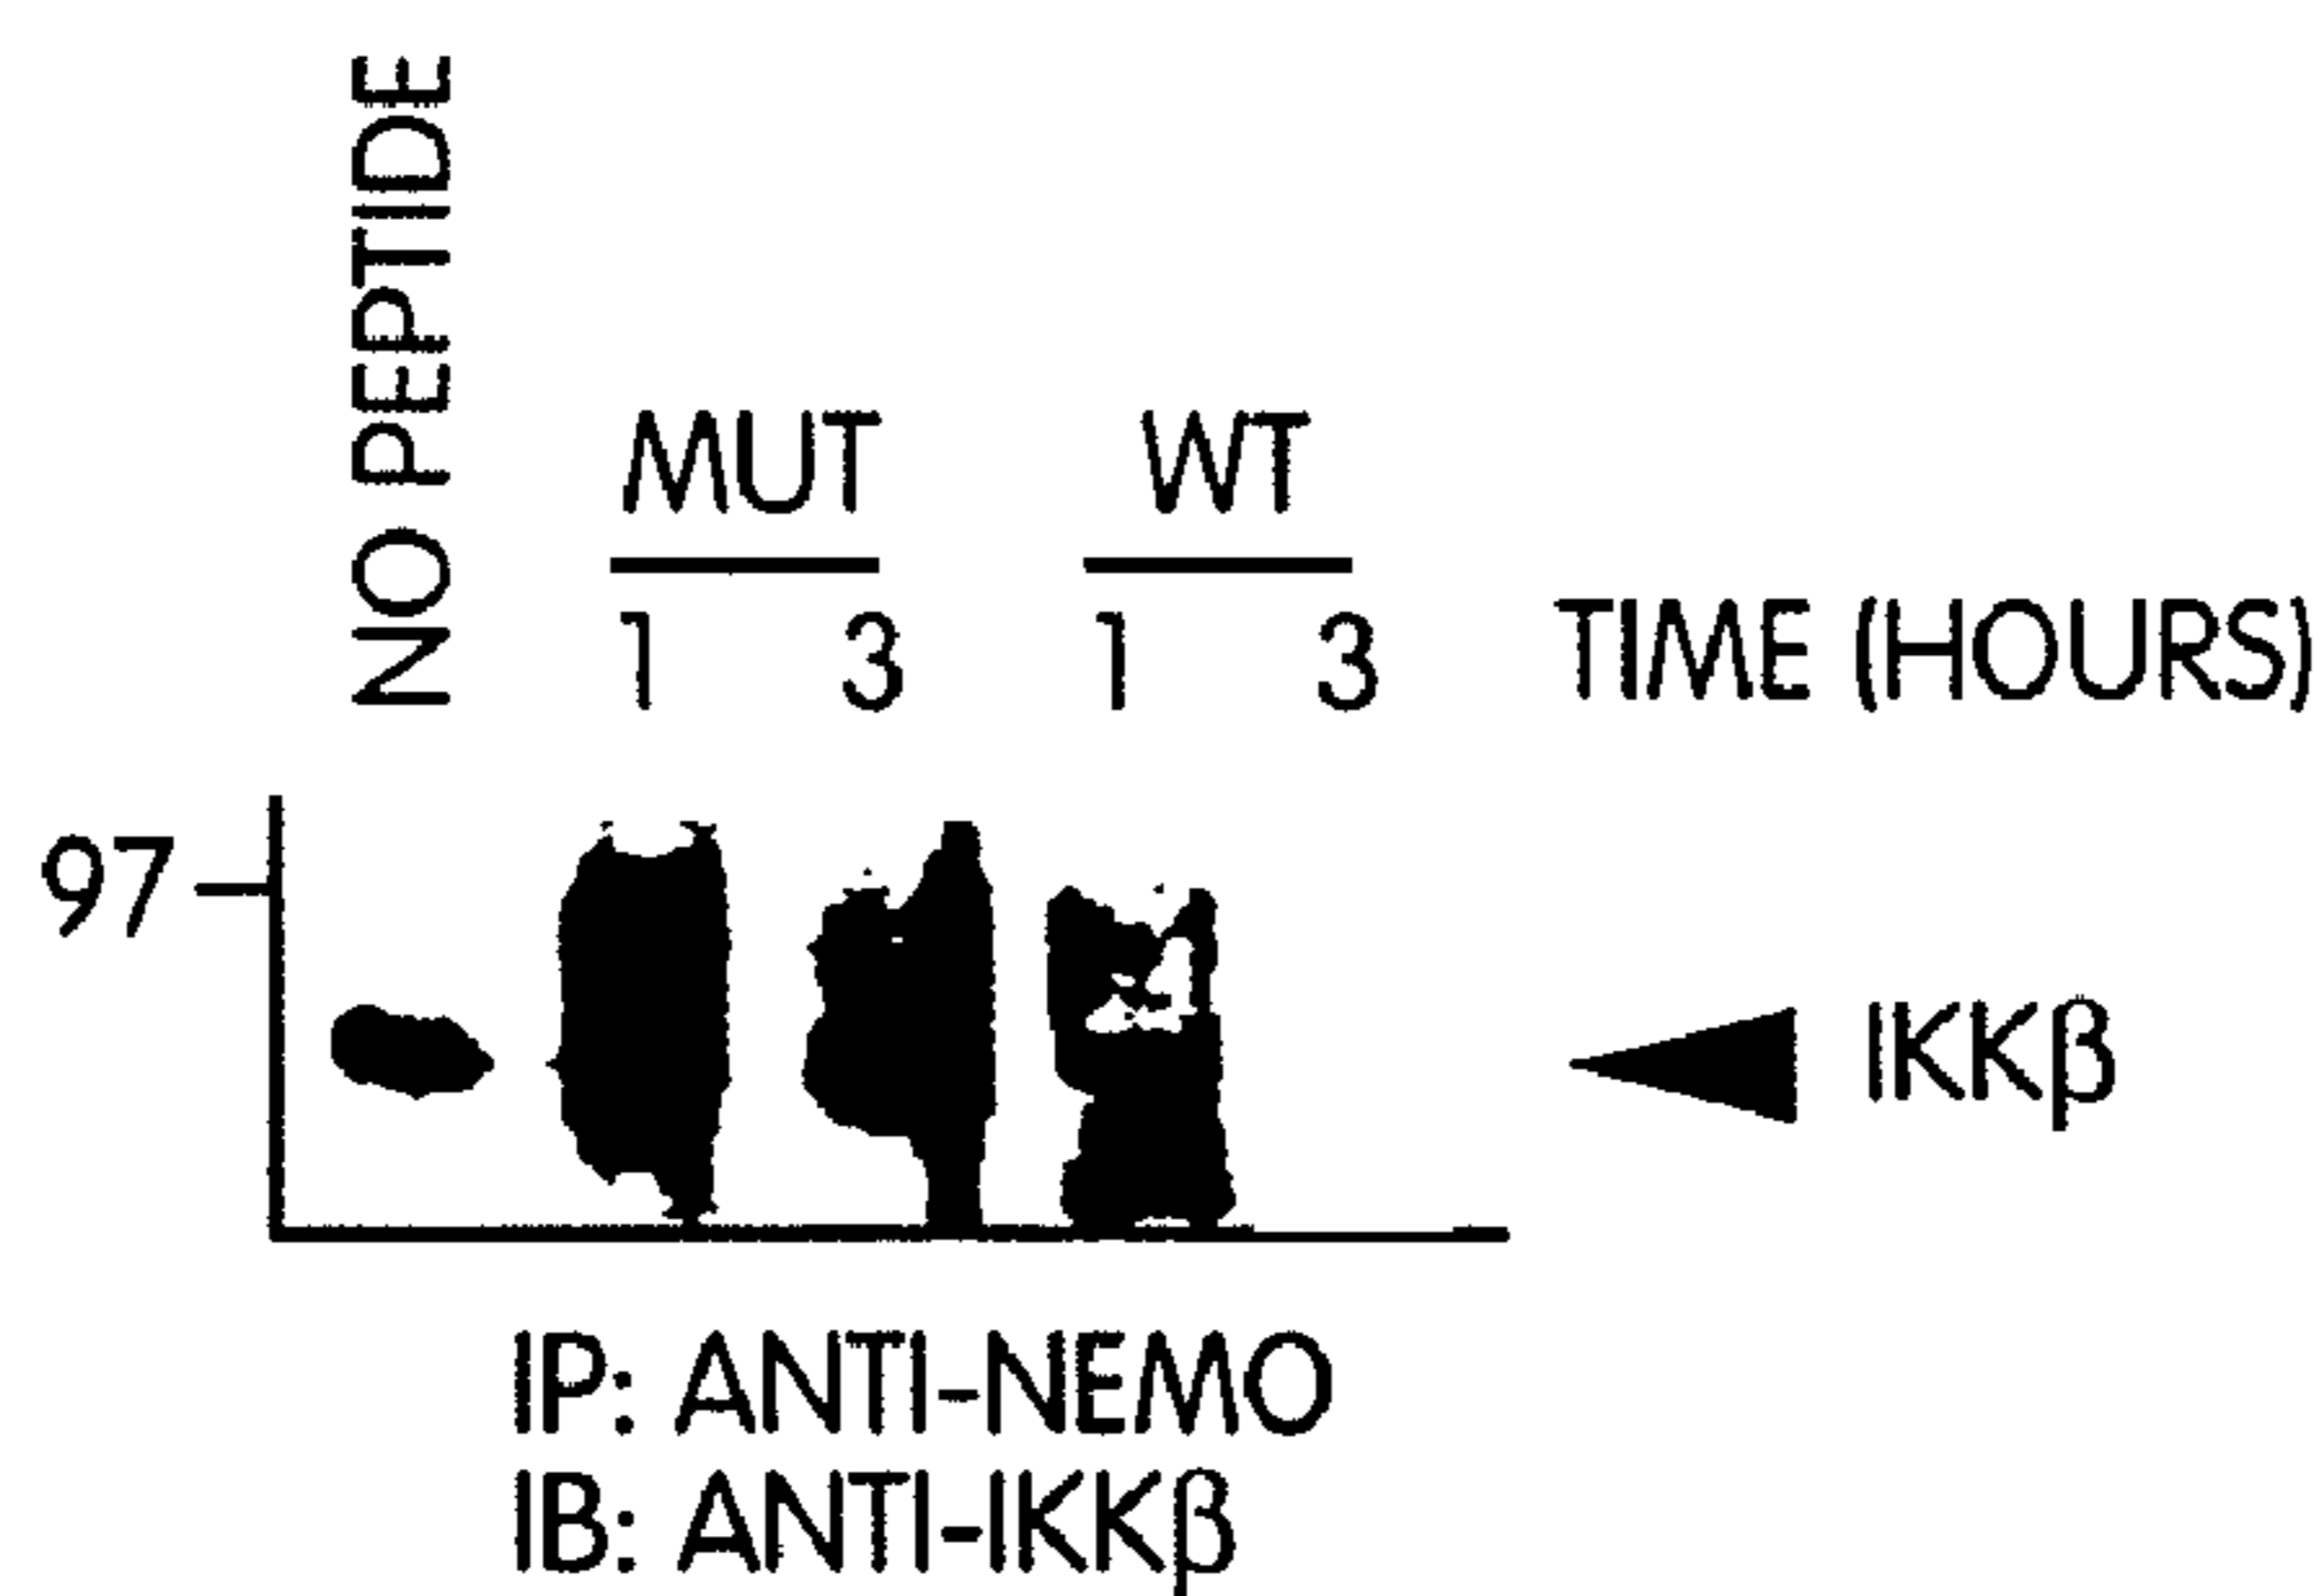 NO PEPTIDE
MUT WT
1 3 1 3 TIME (HOURS)
97
IKKβ
IP: ANTI-NEMO
IB: ANTI-IKKβ